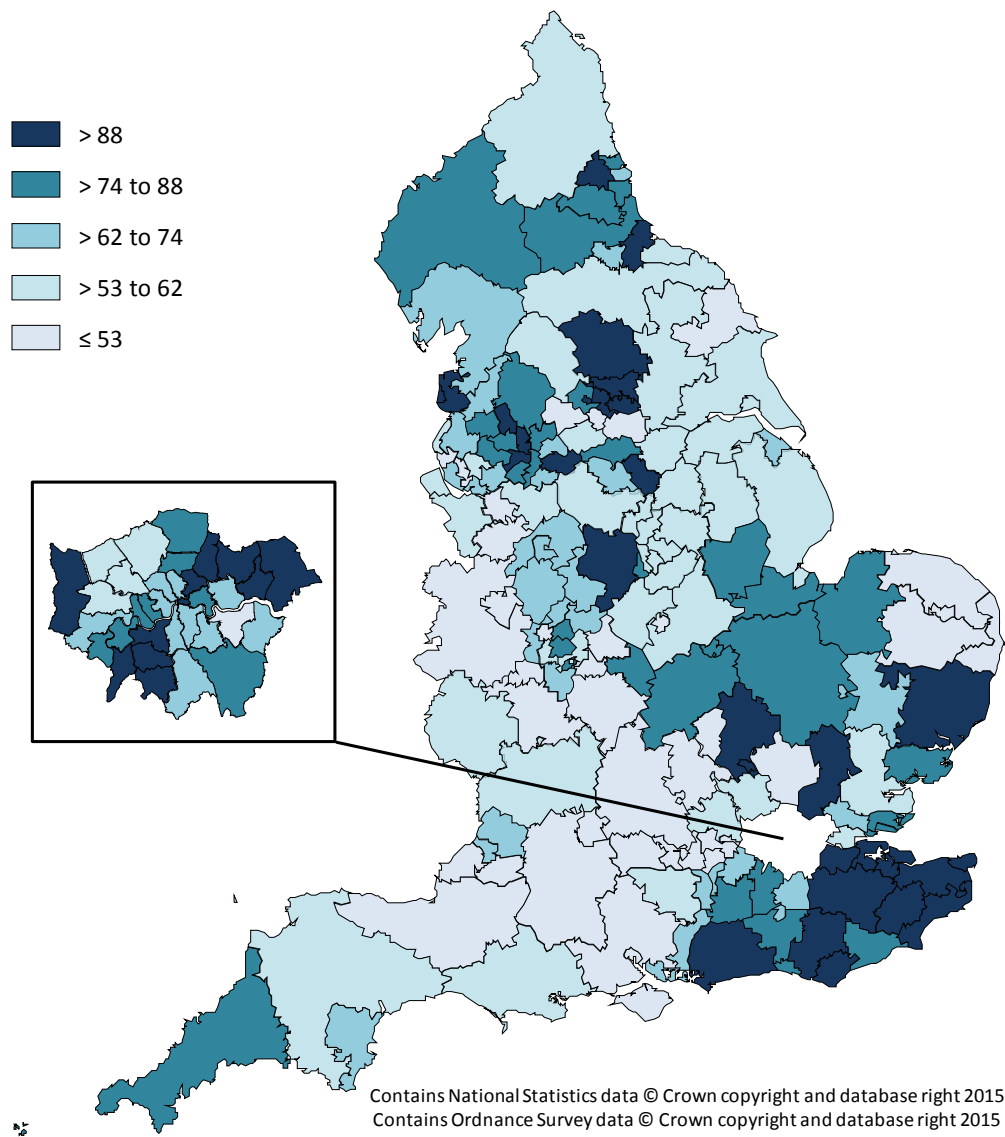 > 88
> 74 to 88
> 62 to 74
> 53 to 62
≤ 53
Contains National Statistics data © Crown copyright and database right 2015
Contains Ordnance Survey data © Crown copyright and database right 2015